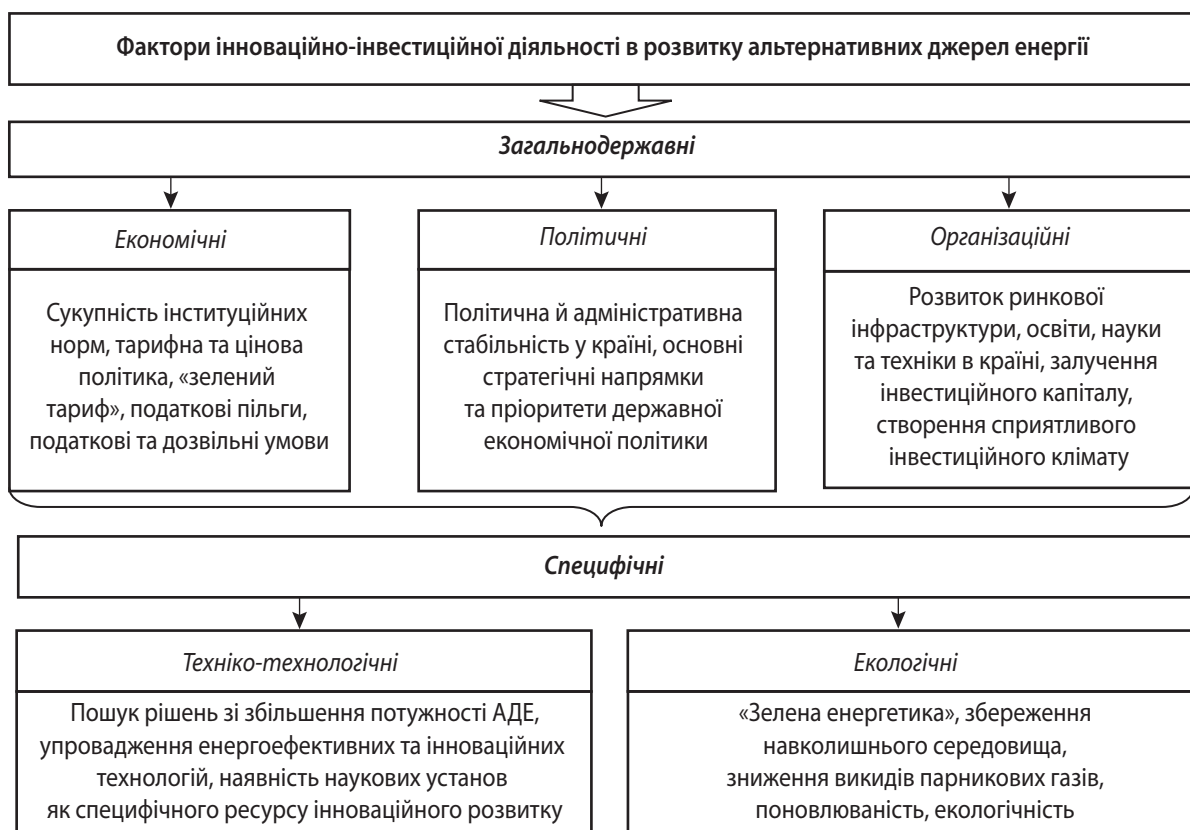 Фактори інноваційно-інвестиційної діяльності в розвитку альтернативних джерел енергії
Загальнодержавні
Економічні
Сукупність інституційних
норм, тарифна та цінова
політика, «зелений
тариф», податкові пільги,
податкові та дозвільні умови
Політичні
Політична й адміністративна
стабільність у країні, основні
стратегічні напрямки
та пріоритети державної
економічної політики
Організаційні
Розвиток ринкової
інфраструктури, освіти, науки
та техніки в країні, залучення
інвестиційного капіталу,
створення сприятливого
інвестиційного клімату
Специфічні
Техніко-технологічні
Пошук рішень зі збільшення потужності АДЕ,
упровадження енергоефективних та інноваційних
технологій, наявність наукових установ
як специфічного ресурсу інноваційного розвитку
Екологічні
«Зелена енергетика», збереження
навколишнього середовища,
зниження викидів парникових газів,
поновлюваність, екологічність